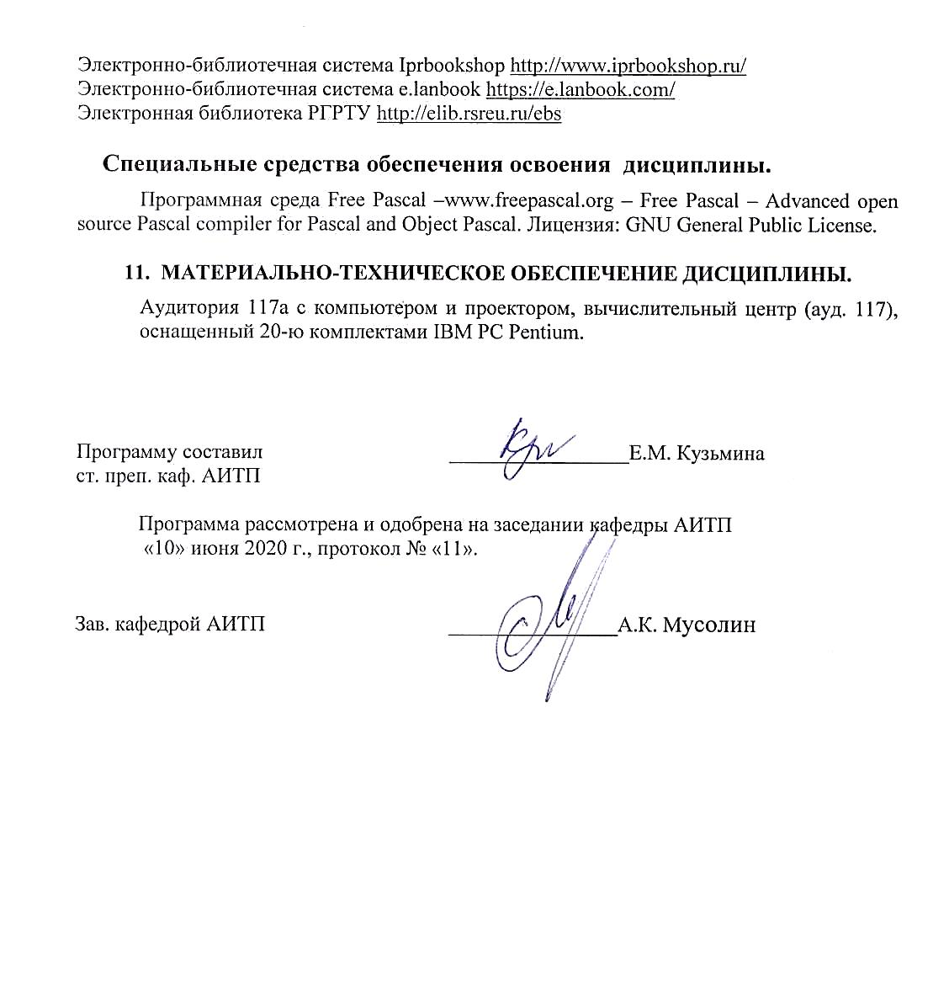 Электронно-библиотечная система Iprbookshop http://www.iprbookshop.ru/
Электронно-библиотечная система e.lanbook https://e.lanbook.com/
Электронная библиотека РГРТУ http://elib.rsreu.ru/ebs
Специальные средства обеспечения освоения дисциплины.
Программная среда Free Pascal –www.freepascal.org – Free Pascal – Advanced open
source Pascal compiler for Pascal and Object Pascal. Лицензия: GNU General Public License.
11. МАТЕРИАЛЬНО-ТЕХНИЧЕСКОЕ ОБЕСПЕЧЕНИЕ ДИСЦИПЛИНЫ.
Аудитория 117а с компьютером и проектором, вычислительный центр (ауд. 117),
оснащенный 20-ю комплектами IBM PC Pentium.
Программу составил
Е.М. Кузьмина
ст. преп. каф. АИТП
Программа рассмотрена и одобрена на заседании кафедры АИТП
«10» июня 2020 г., протокол № «11».
Зав. кафедрой АИТП
А.К. Мусолин